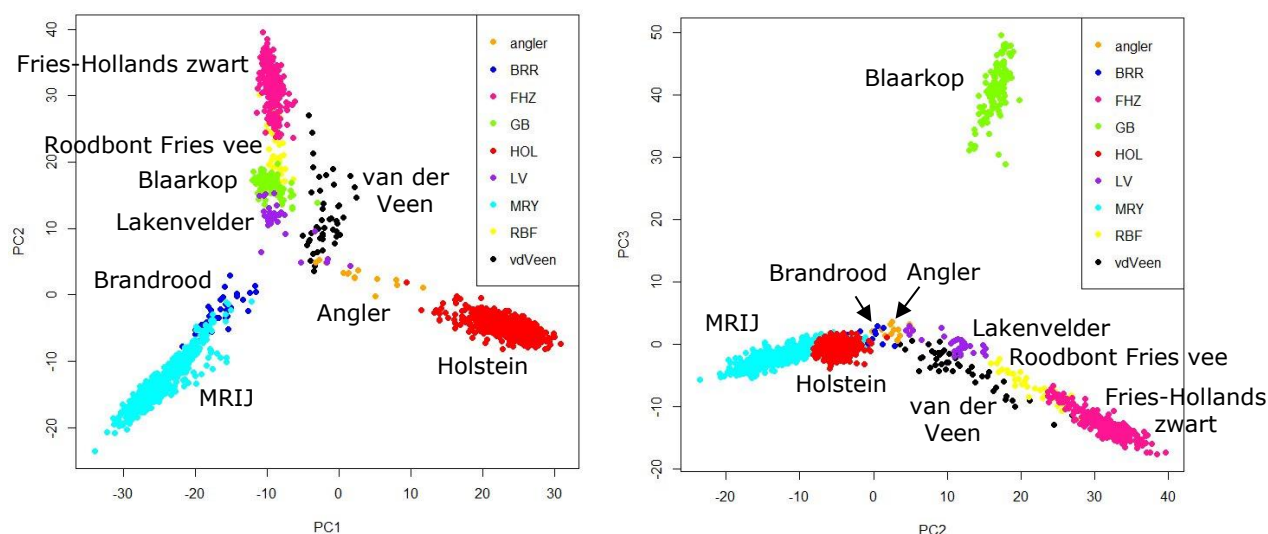 40
30
20
10
0
-10
-20
PC2
-30
-20
-10
0
10
20
30
PC1
Fries-Hollands zwart
Roodbont Fries vee
Blaarkop
Lakenvelder
van der
Veen
Brandrood
Angler
MRIJ
Holstein
angler
BRR
FHZ
GB
HOL
LV
MRY
RBF
vdVeen
50
40
30
20
10
0
-10
-20
PC3
-20
-10
0
10
20
30
40
PC2
Blaarkop
Brandrood
Angler
MRIJ
Lakenvelder
Roodbont Fries vee
Holstein
van der
Veen
Fries-Hollands
zwart
angler
BRR
FHZ
GB
HOL
LV
MRY
RBF
vdVeen